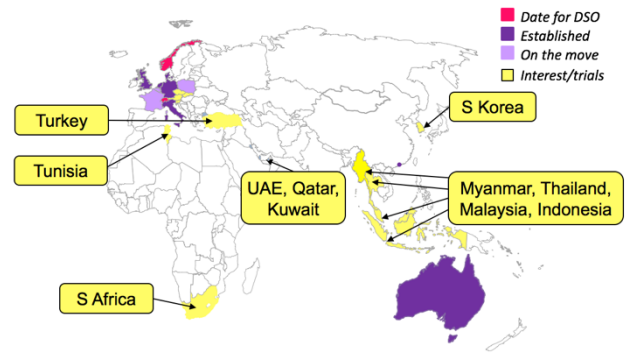 Date for DSO
Established
On the move
Interest/trials
S Korea
Turkey
Tunisia
UAE, Qatar,
Kuwait
Myanmar, Thailand,
Malaysia, Indonesia
S Africa